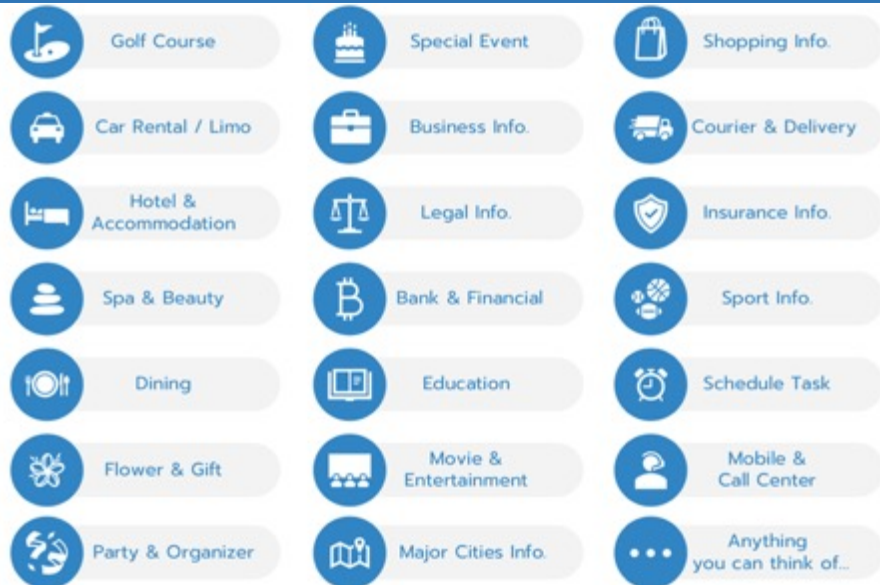 Golf Course
Special Event
Shopping Info.
Car Rental / Limo
Business Info.
Courier & Delivery
Hotel &
Accommodation
Legal Info.
Insurance Info.
Spa & Beauty
Bank & Financial
Sport Info.
Dining
Education
Schedule Task
Flower & Gift
Movie &
Entertainment
Mobile &
Call Center
Party & Organizer
Major Cities Info.
Anything
you can think of...